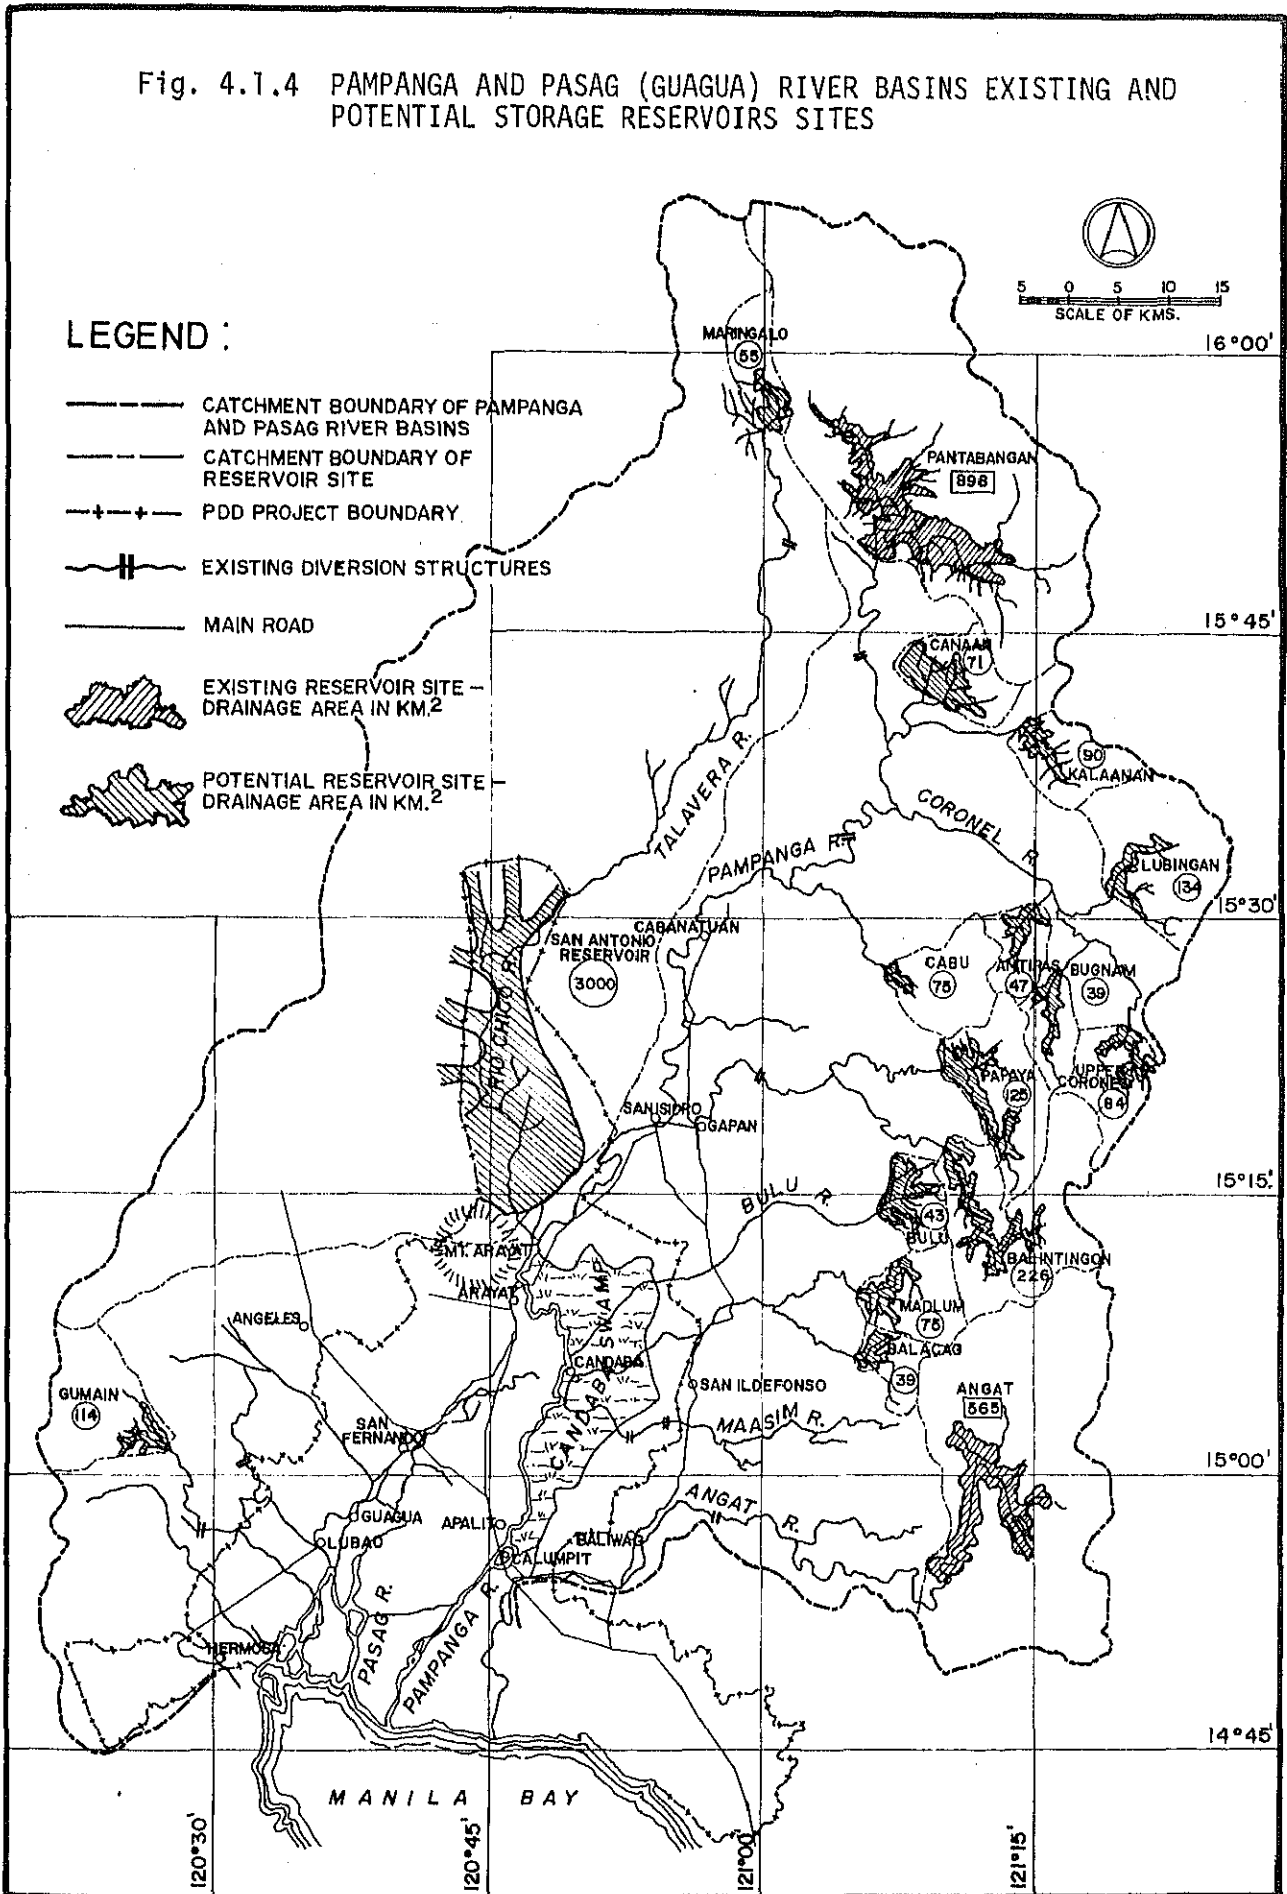 Fig. 4.1.4 PAMPANGA AND PASAG (GUAGUA) RIVER BASINS EXISTING AND
POTENTIAL STORAGE RESERVOIRS SITES
5 0 5 10 15
SCALE OF KMS.
LEGEND :
CATCHMENT BOUNDARY OF PAMPANGA
AND PASAG RIVER BASINS
CATCHMENT BOUNDARY OF
RESERVOIR SITE
PDD PROJECT BOUNDARY
EXISTING DIVERSION STRUCTURES
MAIN ROAD
EXISTING RESERVOIR SITE -
DRAINAGE AREA IN KM.2
POTENTIAL RESERVOIR SITE -
DRAINAGE AREA IN KM.2
MARINGALO
55
16°00'
PANTABANGAN
898
15°45'
CANAAN
71
90
KALAANAN
TALAVERA R.
CORONEL R.
PAMPANGA R.
LUBINGAN
134
15°30'
CABANATUAN
SAN ANTONIO
RESERVOIR
3000
RIO CHICO R.
CABU
75
ANTIPAS
47
BUGNAM
39
PAPAYA
125
UPPER
CORONEL
84
SAN ISIDRO
GAPAN
15°15'
BULU R.
43
BULU
BALINTINGON
226
MT. ARAYAT
ARAYAT
MADLUM
75
BALACAG
39
ANGELES
CANDABA SWAMP
CANDABA
SAN ILDEFONSO
GUMAIN
114
ANGAT
565
SAN
FERNANDO
MAASIM R.
15°00'
ANGAT R.
GUAGUA
APALIT
LUBAO
BALIWAG
CALUMPIT
PASAG R.
PAMPANGA R.
HERMOSA
14°45'
MANILA BAY
120°30'
120°45'
121°00'
121°15'